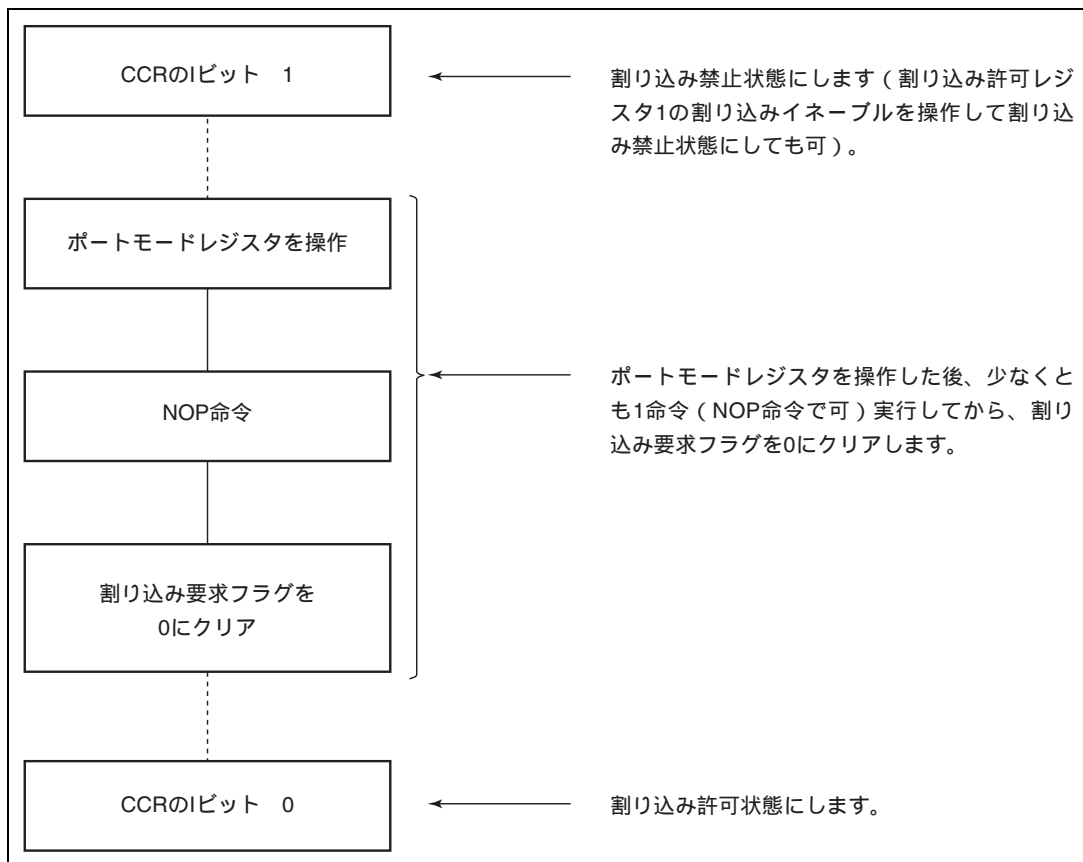 CCRのIビット　1
割り込み禁止状態にします（割り込み許可レジ
スタ1の割り込みイネーブルを操作して割り込
み禁止状態にしても可）。
ポートモードレジスタを操作
NOP命令
ポートモードレジスタを操作した後、少なくと
も1命令（NOP命令で可）実行してから、割り
込み要求フラグを0にクリアします。
割り込み要求フラグを
0にクリア
CCRのIビット　0
割り込み許可状態にします。